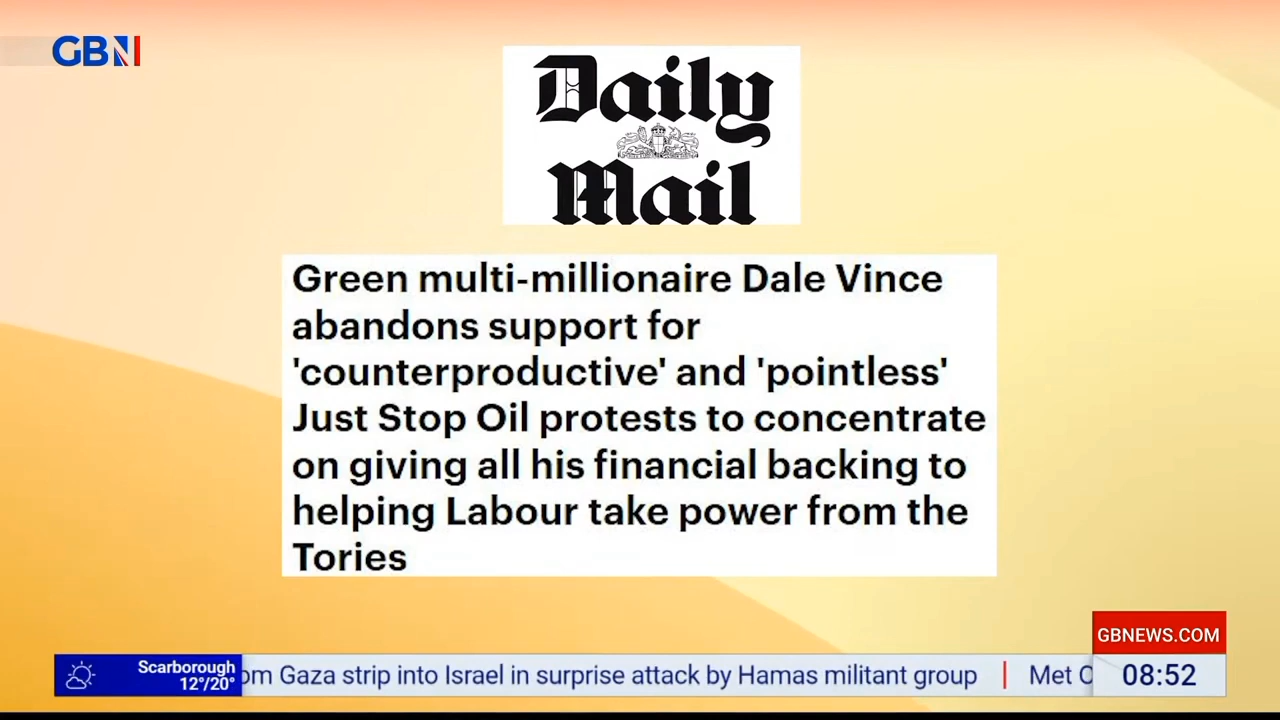 GBN
Daily
Mail
Green multi-millionaire Dale Vince
abandons support for
'counterproductive' and 'pointless'
Just Stop Oil protests to concentrate
on giving all his financial backing to
helping Labour take power from the
Tories
GBNEWS.COM
Scarborough
12°/20°
Gaza strip into Israel in surprise attack by Hamas militant group | Met
08:52